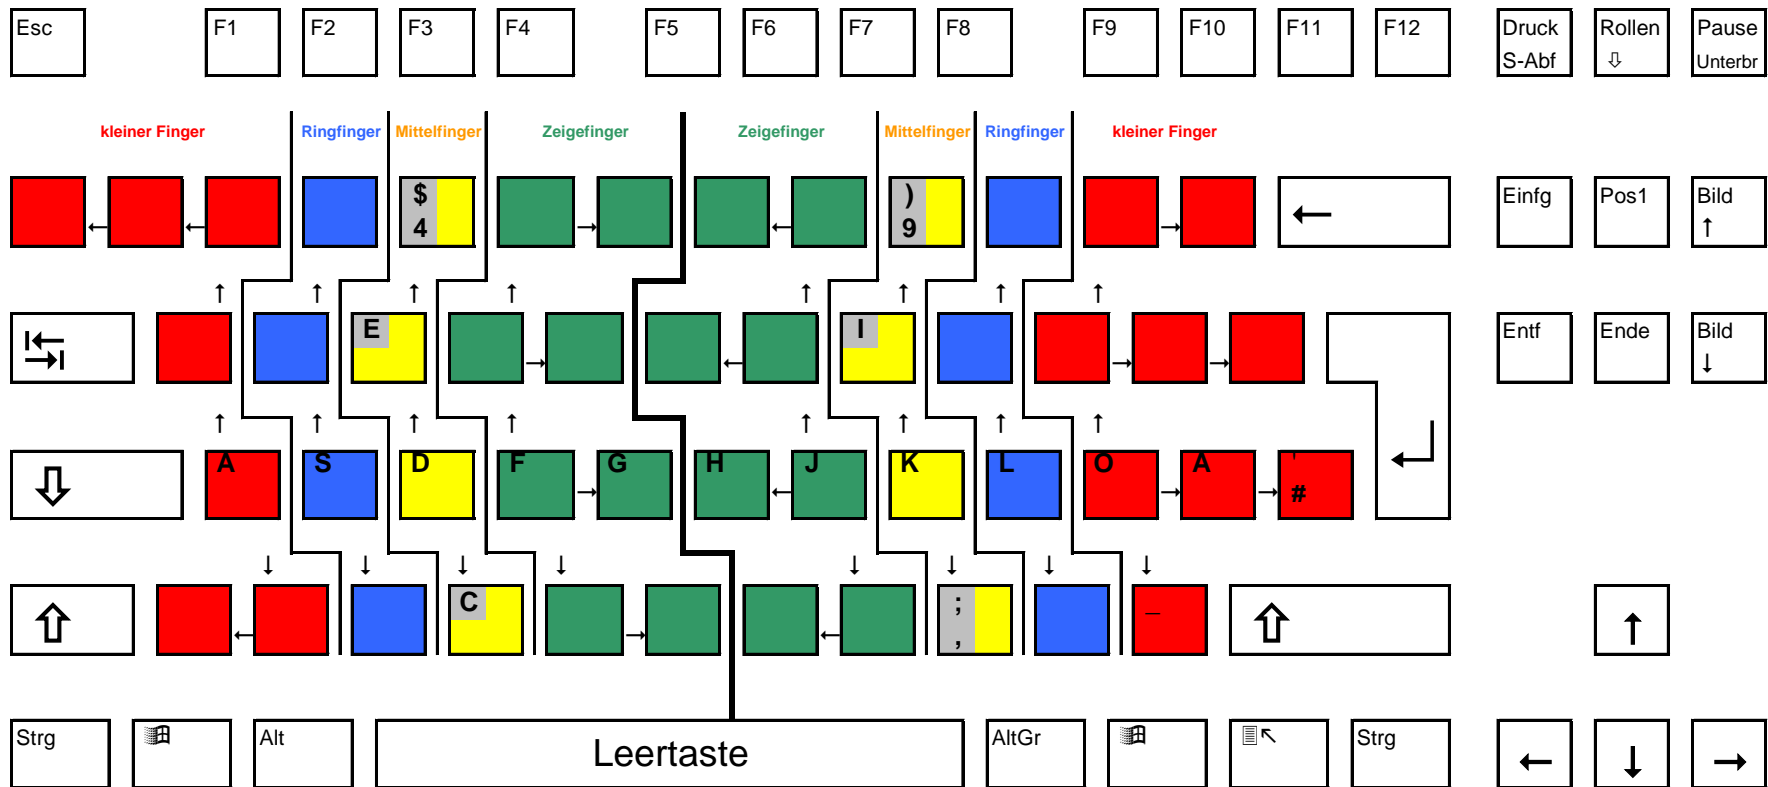 Esc F1 F2 F3 F4 F5 F6 F7 F8 F9 F10 F11 F12 Druck Rollen Pause
S-Abf ⇩ Unterbr
kleiner Finger Ringfinger Mittelfinger Zeigefinger Zeigefinger Mittelfinger Ringfinger kleiner Finger
$ ) Einfg Pos1 Bild
4 9 ↑
E I Entf Ende Bild
↓
A S D F G H J K L O A '
#
C ; _
,
Strg Alt Leertaste AltGr Strg